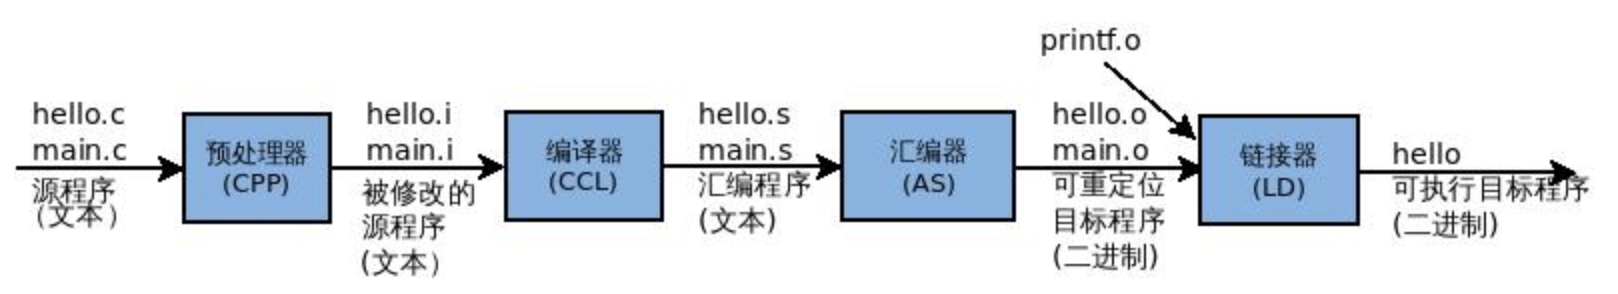 printf.o
hello.c
main.c
源程序
（文本）
预处理器
(CPP)
hello.i
main.i
被修改的
源程序
(文本）
编译器
(CCL)
hello.s
main.s
汇编程序
(文本)
汇编器
(AS)
hello.o
main.o
可重定位
目标程序
(二进制)
链接器
(LD)
hello
可执行目标程序
(二进制)